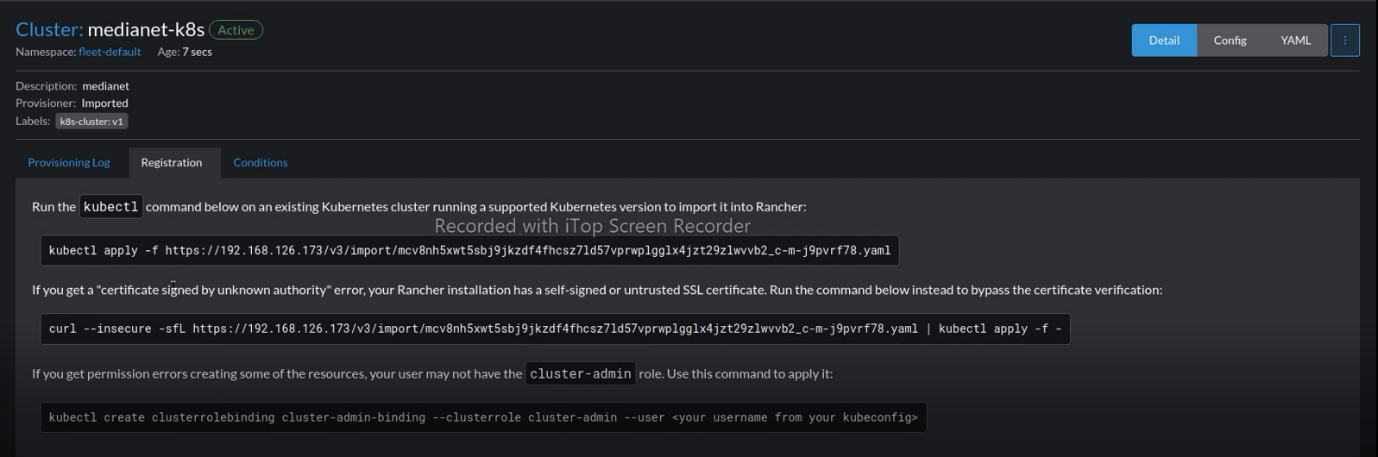 Cluster: medianet-k8s Active
Detail Config YAML
Namespace: fleet-default Age: 7 secs
Description: medianet
Provisioner: Imported
Labels: k8s-cluster: v1
Provisioning Log Registration Conditions
Run the kubectl command below on an existing Kubernetes cluster running a supported Kubernetes version to import it into Rancher:
Recorded with iTop Screen Recorder
kubectl apply -f https://192.168.126.173/v3/import/mcv8nh5xwt5sbj9jkzdf4fhcsz7ld57vprwplgglx4jzt29zlwvvb2_c-m-j9pvrf78.yaml
If you get a "certificate signed by unknown authority" error, your Rancher installation has a self-signed or untrusted SSL certificate. Run the command below instead to bypass the certificate verification:
curl --insecure -sfL https://192.168.126.173/v3/import/mcv8nh5xwt5sbj9jkzdf4fhcsz7ld57vprwplgglx4jzt29zlwvvb2_c-m-j9pvrf78.yaml | kubectl apply -f -
If you get permission errors creating some of the resources, your user may not have the cluster-admin role. Use this command to apply it:
kubectl create clusterrolebinding cluster-admin-binding --clusterrole cluster-admin --user <your username from your kubeconfig>